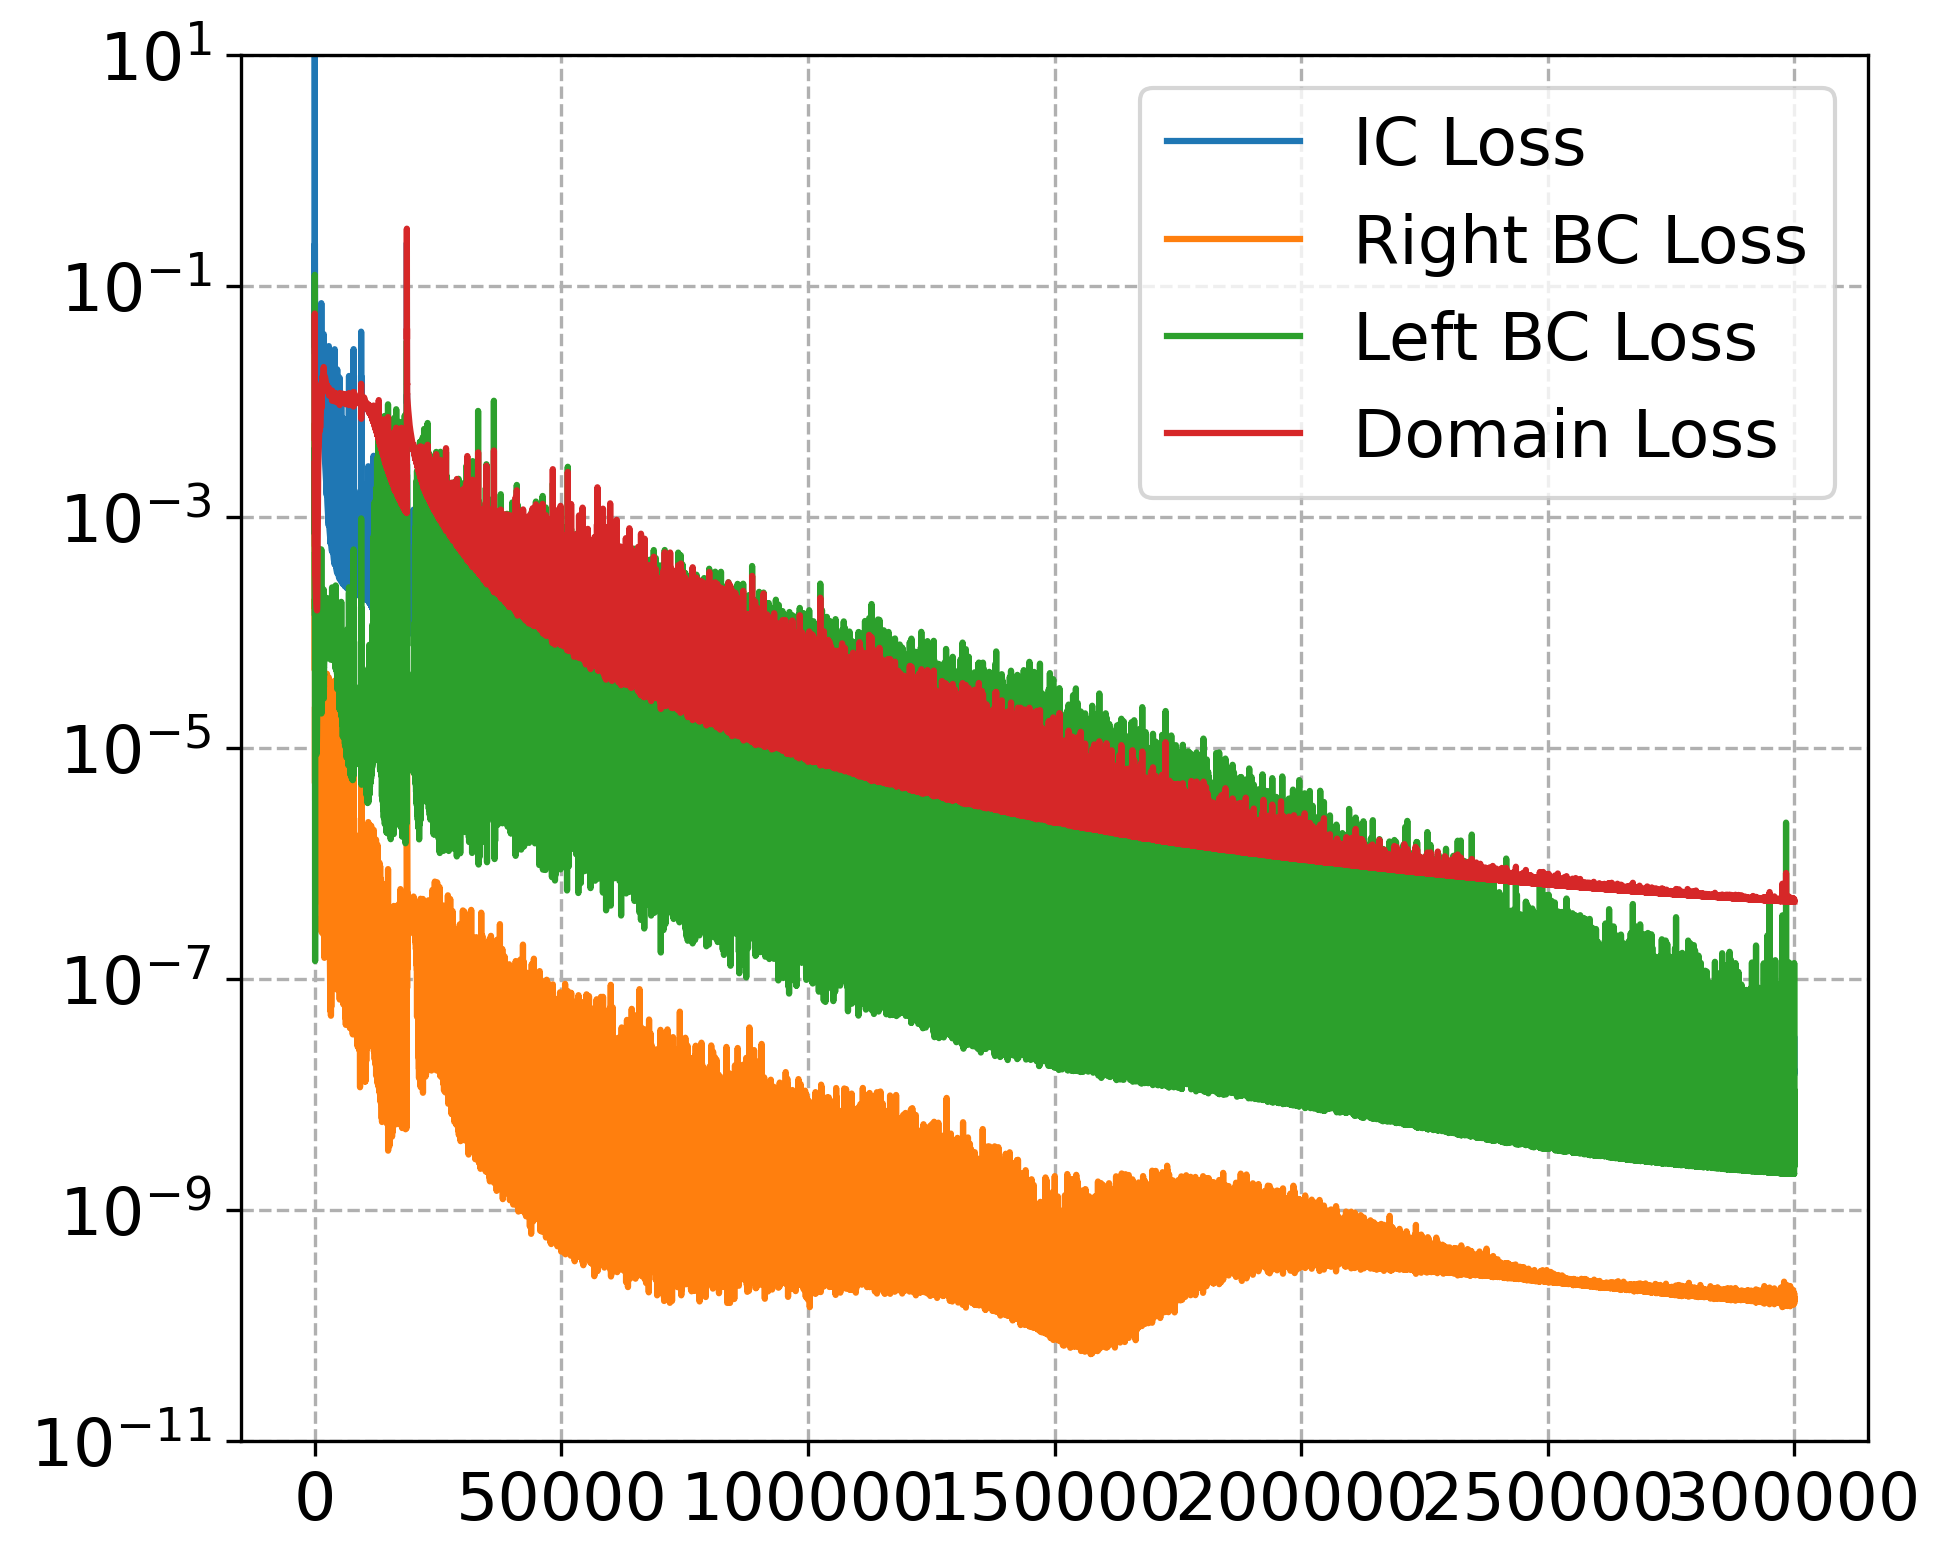 10^1
10^−1
10^−3
10^−5
10^−7
10^−9
10^−11
IC Loss
Right BC Loss
Left BC Loss
Domain Loss
0 50000 100000 150000 200000 250000 300000